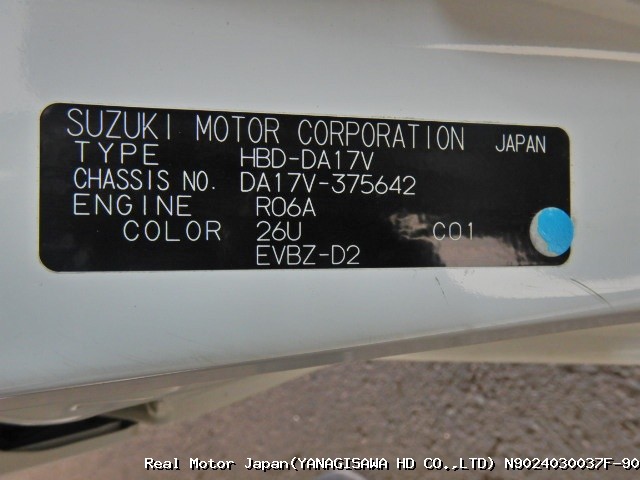 SUZUKI MOTOR CORPORATION JAPAN
TYPE HBD-DA17V
CHASSIS NO. DA17V-375642
ENGINE R06A
COLOR 26U C01
EVBZ-D2
Real Motor Japan(YANAGISAWA HD CO.,LTD) N9024030037F-90